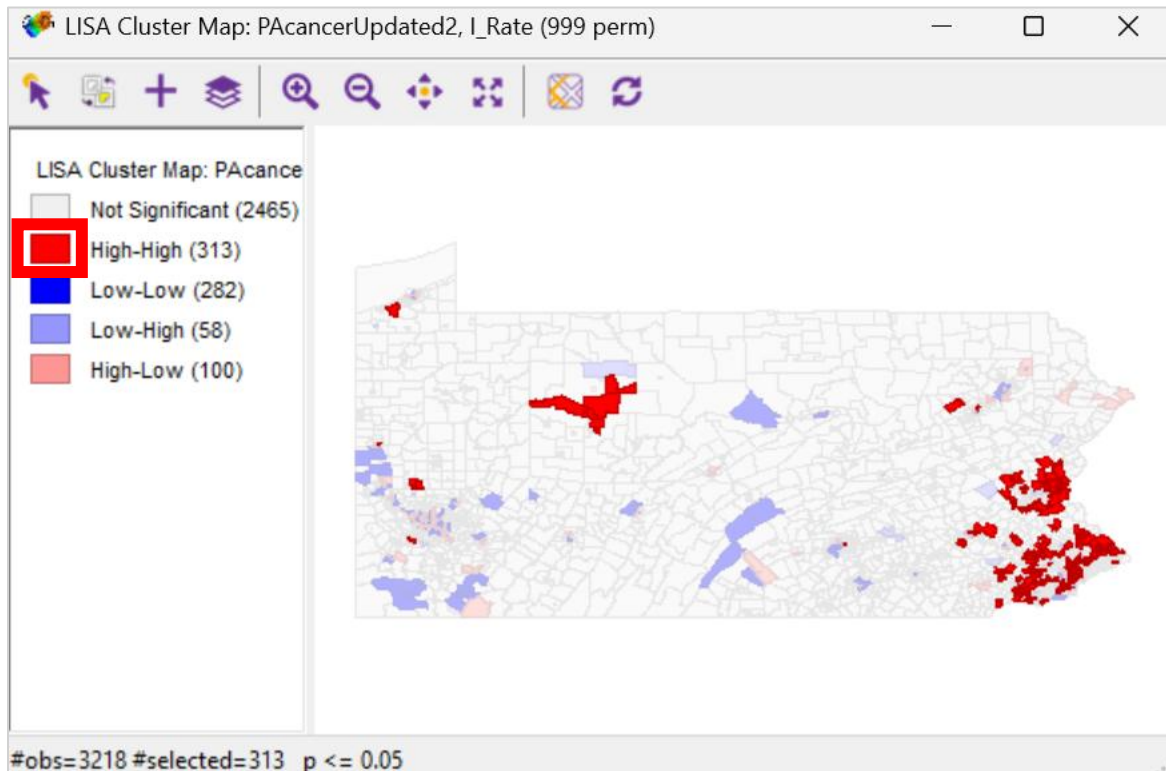 LISA Cluster Map: PAcancerUpdated2, I_Rate (999 perm)
LISA Cluster Map: PAcance
Not Significant (2465)
High-High (313)
Low-Low (282)
Low-High (58)
High-Low (100)
#obs=3218 #selected=313 p <= 0.05